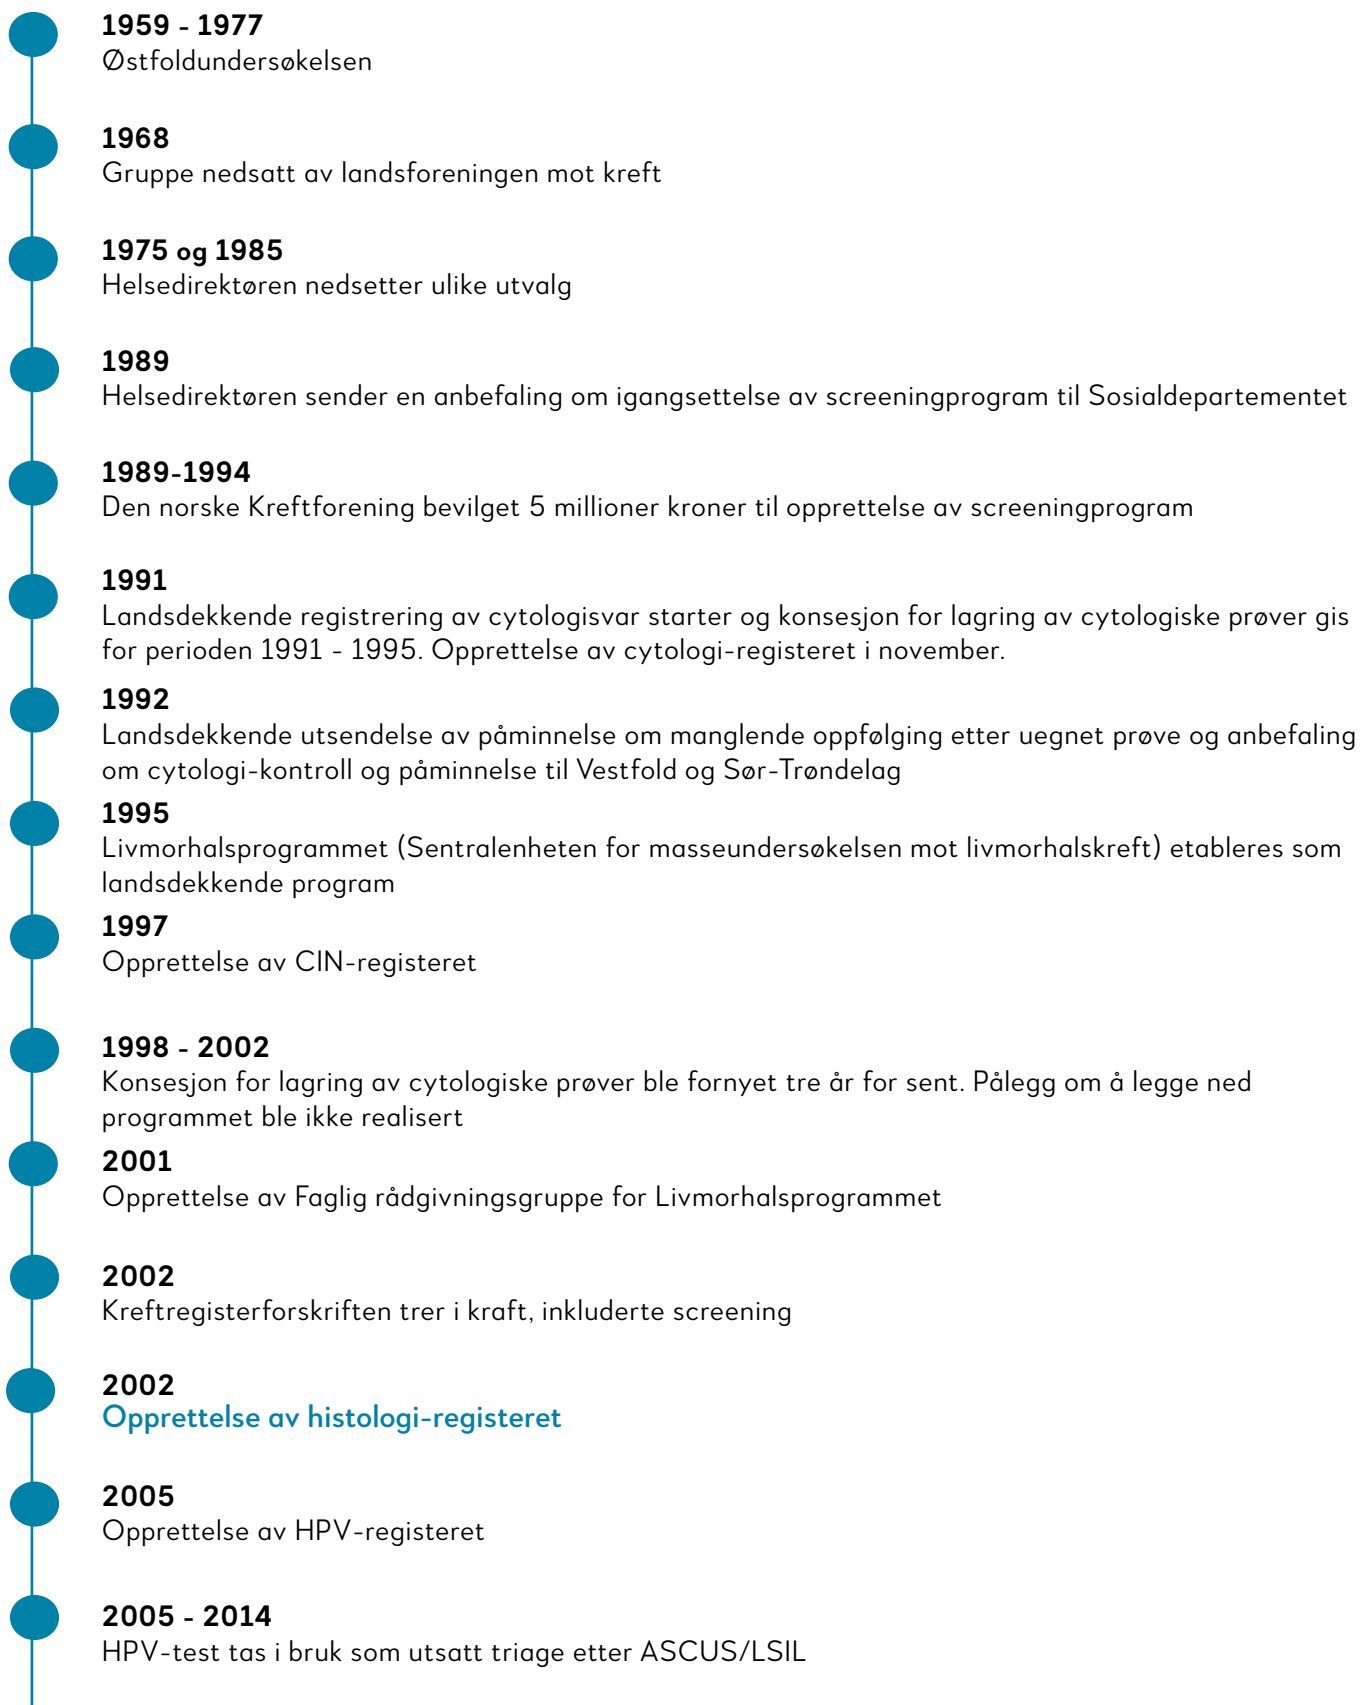 1959 - 1977
Østfoldundersøkelsen
1968
Gruppe nedsatt av landsforeningen mot kreft
1975 og 1985
Helsedirektøren nedsetter ulike utvalg
1989
Helsedirektøren sender en anbefaling om igangsettelse av screeningprogram til Sosialdepartementet
1989-1994
Den norske Kreftforening bevilget 5 millioner kroner til opprettelse av screeningprogram
1991
Landsdekkende registrering av cytologisvar starter og konsesjon for lagring av cytologiske prøver gis
for perioden 1991 - 1995. Opprettelse av cytologi-registeret i november.
1992
Landsdekkende utsendelse av påminnelse om manglende oppfølging etter uegnet prøve og anbefaling
om cytologi-kontroll og påminnelse til Vestfold og Sør-Trøndelag
1995
Livmorhalsprogrammet (Sentralenheten for masseundersøkelsen mot livmorhalskreft) etableres som
landsdekkende program
1997
Opprettelse av CIN-registeret
1998 - 2002
Konsesjon for lagring av cytologiske prøver ble fornyet tre år for sent. Pålegg om å legge ned
programmet ble ikke realisert
2001
Opprettelse av Faglig rådgivningsgruppe for Livmorhalsprogrammet
2002
Kreftregisterforskriften trer i kraft, inkluderte screening
2002
Opprettelse av histologi-registeret
2005
Opprettelse av HPV-registeret
2005 - 2014
HPV-test tas i bruk som utsatt triage etter ASCUS/LSIL